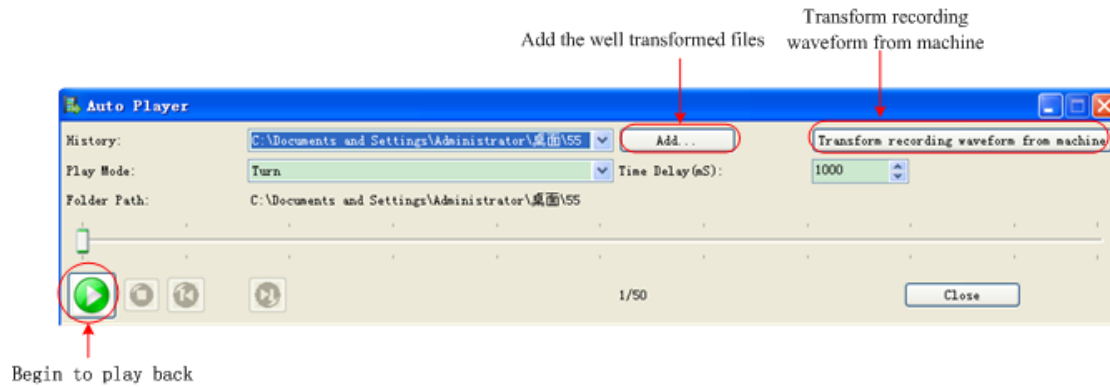 Transform recording
waveform from machine
Add the well transformed files
Auto Player
History: C:\Documents and Settings\Administrator\桌面\55 Add... Transform recording waveform from machine
Play Mode: Turn Time Delay(mS): 1000
Folder Path: C:\Documents and Settings\Administrator\桌面\55
1/50 Close
Begin to play back